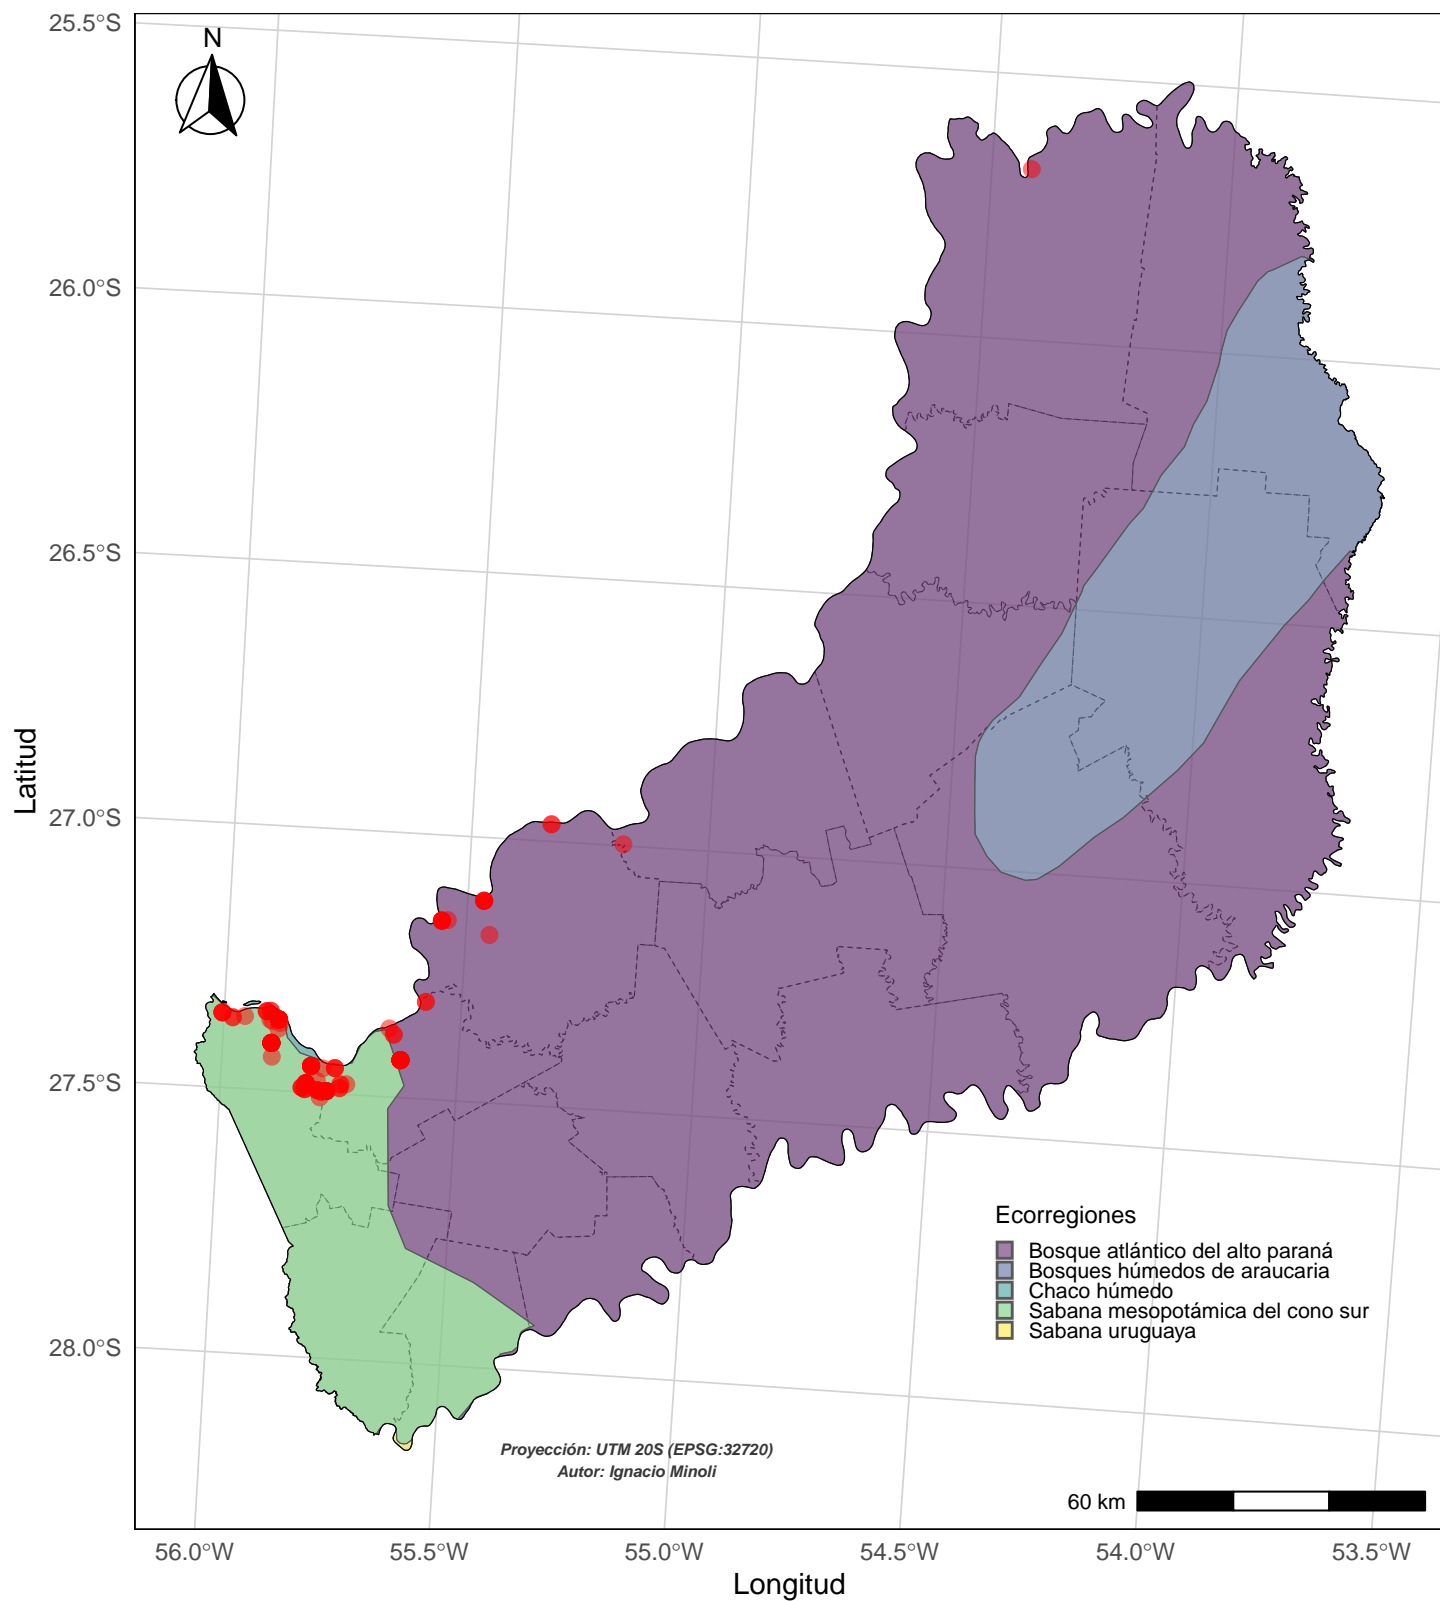 N
25.5°S
26.0°S
26.5°S
27.0°S
27.5°S
28.0°S
Latitud
Ecorregiones
Bosque atlántico del alto paraná
Bosques húmedos de araucaria
Chaco húmedo
Sabana mesopotámica del cono sur
Sabana uruguaya
Proyección: UTM 20S (EPSG:32720)
Autor: Ignacio Minoli
60 km
56.0°W
55.5°W
55.0°W
54.5°W
54.0°W
53.5°W
Longitud